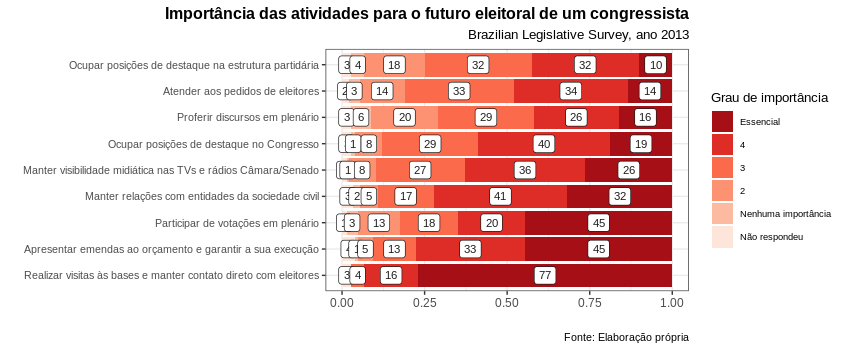 Importância das atividades para o futuro eleitoral de um congressista
Brazilian Legislative Survey, ano 2013
Ocupar posições de destaque na estrutura partidária 3 4 18 32 32 10
Atender aos pedidos de eleitores 2 3 14 33 34 14
Proferir discursos em plenário 3 6 20 29 26 16
Ocupar posições de destaque no Congresso 1 8 29 40 19
Manter visibilidade midiática nas TVs e rádios Câmara/Senado 1 8 27 36 26
Manter relações com entidades da sociedade civil 3 2 5 17 41 32
Participar de votações em plenário 3 13 18 20 45
Apresentar emendas ao orçamento e garantir a sua execução 4 1 5 13 33 45
Realizar visitas às bases e manter contato direto com eleitores 3 4 16 77
0.00 0.25 0.50 0.75 1.00
Grau de importância
Essencial
4
3
2
Nenhuma importância
Não respondeu
Fonte: Elaboração própria